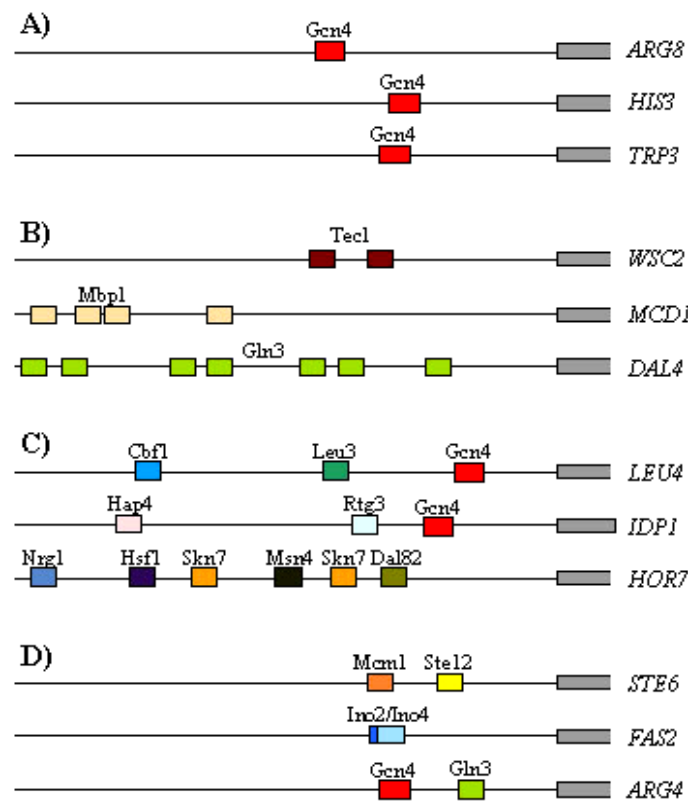 A)
Gcn4
ARG8
Gcn4
HIS3
Gcn4
TRP3
B)
Tec1
WSC2
Mbp1
MCD1
Gln3
DAL4
C)
Cbf1 Leu3 Gcn4
LEU4
Hap4 Rtg3 Gcn4
IDP1
Nrg1 Hsf1 Skn7 Msn4 Skn7 Dal82
HOR7
D)
Mcm1 Ste12
STE6
Ino2/Ino4
FAS2
Gcn4 Gln3
ARG4